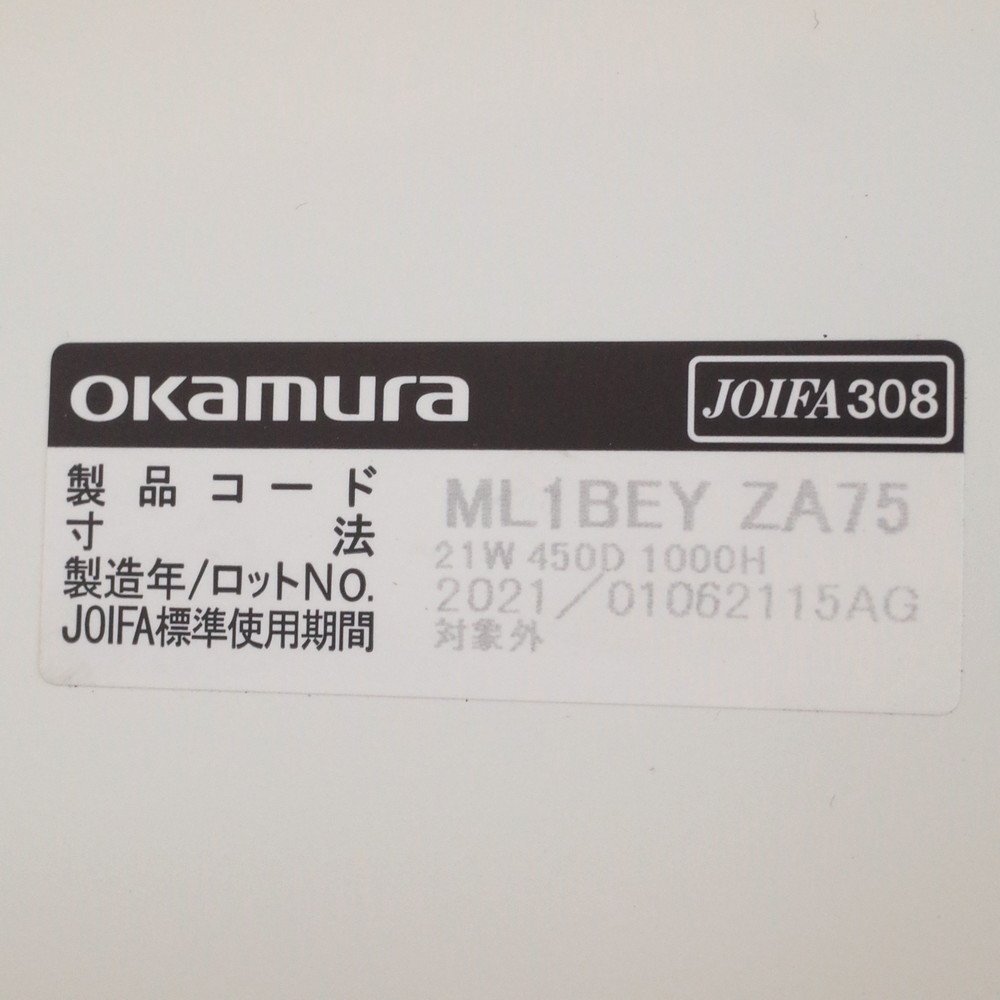 okamura JOIFA308
製品コード ML1BEY ZA75
寸法 21W 450D 1000H
製造年/ロットNo. 2021/01062115AG
JOIFA標準使用期間 対象外